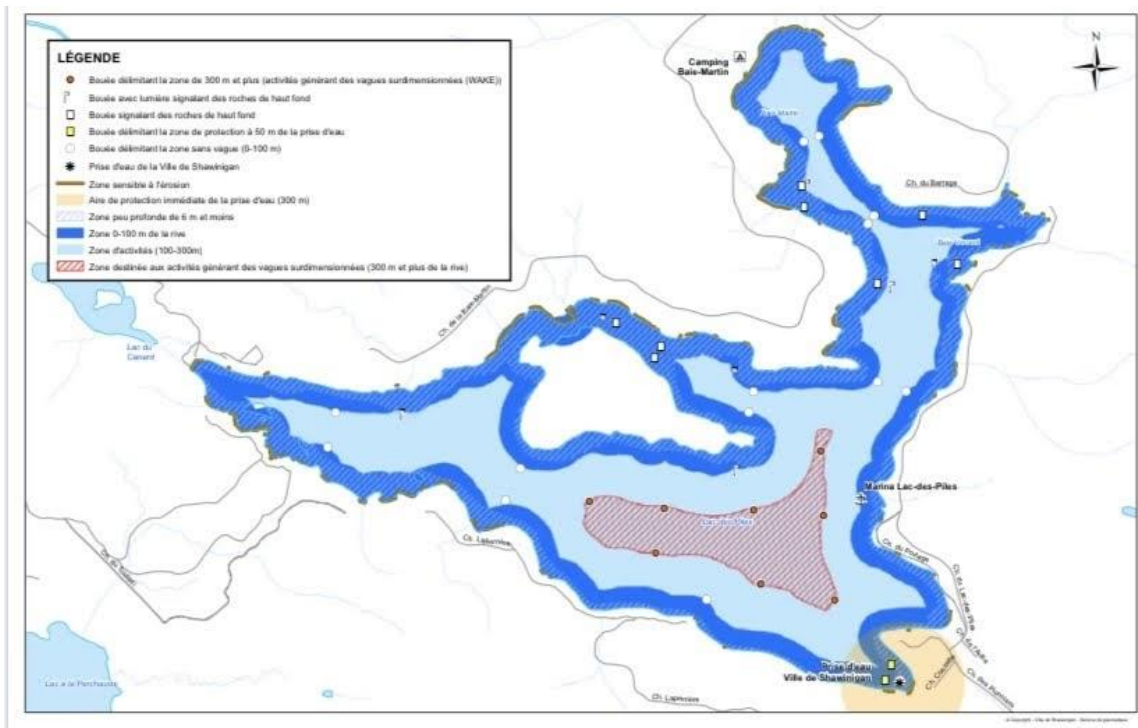 LÉGENDE
Bouée délimitant la zone de 300 m et plus (activités générant des vagues surdimensionnées (WAKE))
Bouée avec lumière signalant des roches de haut fond
Bouée signalant des roches de haut fond
Bouée délimitant la zone de protection à 50 m de la prise d'eau
Bouée délimitant la zone sans vague (0-100 m)
Prise d'eau de la Ville de Shawinigan
Zone sensible à l'érosion
Aire de protection immédiate de la prise d'eau (300 m)
Zone peu profonde de 6 m et moins
Zone 0-100 m de la rive
Zone d'activités (100-300m)
Zone destinée aux activités générant des vagues surdimensionnées (300 m et plus de la rive)
N
Camping
Baie-Martin
Ch. du Barrage
Ch. de la Baie-Martin
Lac du
Marina Lac-des-Piles
Ch. du Lac-des-Piles
Prise d'eau
Ville de Shawinigan
Lac à la Perchaude